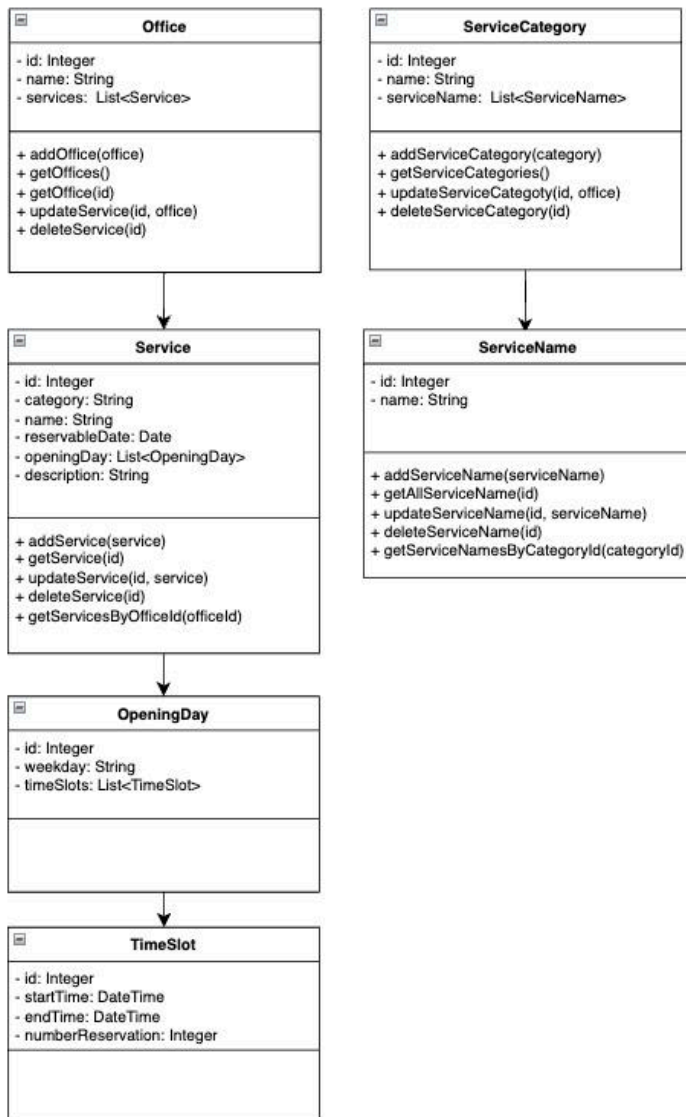 Office
- id: Integer
- name: String
- services: List<Service>
+ addOffice(office)
+ getOffices()
+ getOffice(id)
+ updateService(id, office)
+ deleteService(id)
ServiceCategory
- id: Integer
- name: String
- serviceName: List<ServiceName>
+ addServiceCategory(category)
+ getServiceCategories()
+ updateServiceCategoty(id, office)
+ deleteServiceCategory(id)
Service
- id: Integer
- category: String
- name: String
- reservableDate: Date
- openingDay: List<OpeningDay>
- description: String
+ addService(service)
+ getService(id)
+ updateService(id, service)
+ deleteService(id)
+ getServicesByOfficeId(officeId)
ServiceName
- id: Integer
- name: String
+ addServiceName(serviceName)
+ getAllServiceName(id)
+ updateServiceName(id, serviceName)
+ deleteServiceName(id)
+ getServiceNamesByCategoryId(categoryId)
OpeningDay
- id: Integer
- weekday: String
- timeSlots: List<TimeSlot>
TimeSlot
- id: Integer
- startTime: DateTime
- endTime: DateTime
- numberReservation: Integer